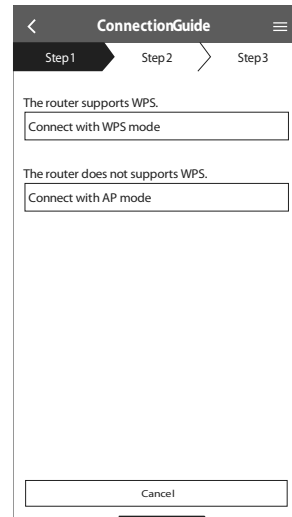 ConnectionGuide
Step1 Step2 Step3
The router supports WPS.
Connect with WPS mode
The router does not supports WPS.
Connect with AP mode
Cancel